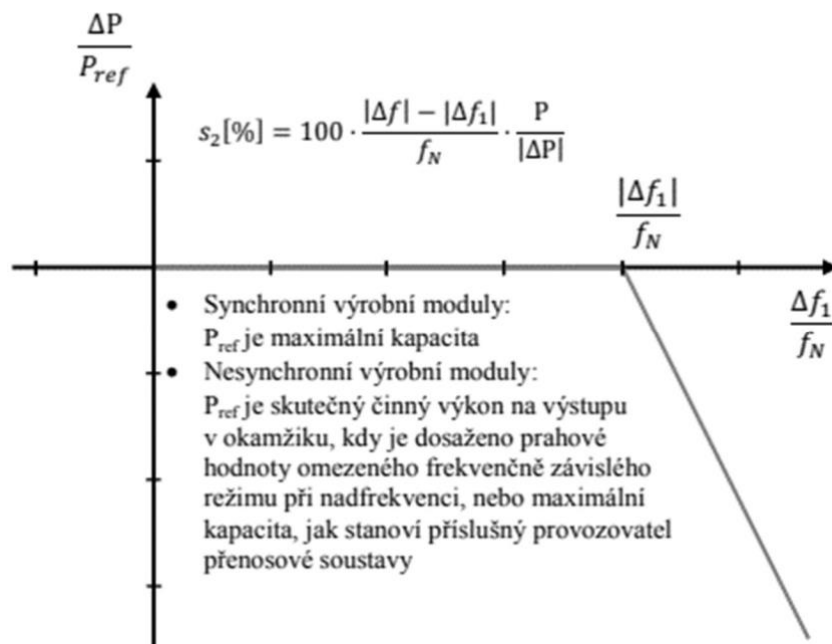 ΔP
P_ref
s₂[%] = 100 · (|Δf| − |Δf₁|)/f_N · P/|ΔP|
|Δf₁|
f_N
Δf₁
f_N
• Synchronní výrobní moduly:
P_ref je maximální kapacita
• Nesynchronní výrobní moduly:
P_ref je skutečný činný výkon na výstupu
v okamžiku, kdy je dosaženo prahové
hodnoty omezeného frekvenčně závislého
režimu při nadfrekvenci, nebo maximální
kapacita, jak stanoví příslušný provozovatel
přenosové soustavy